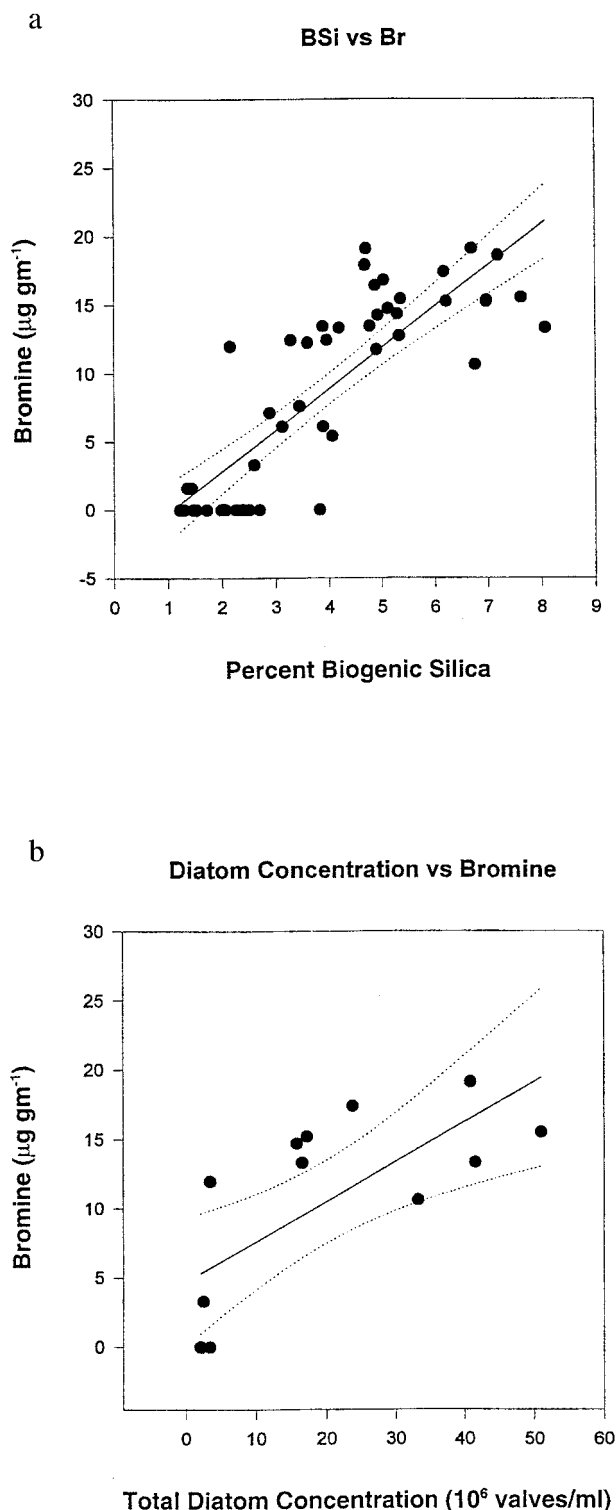 a
BSi vs Br
30
25
20
15
10
5
0
-5
Bromine (µg gm⁻¹)
0 1 2 3 4 5 6 7 8 9
Percent Biogenic Silica
b
Diatom Concentration vs Bromine
30
25
20
15
10
5
0
Bromine (µg gm⁻¹)
0 10 20 30 40 50 60
Total Diatom Concentration (10⁶ valves/ml)